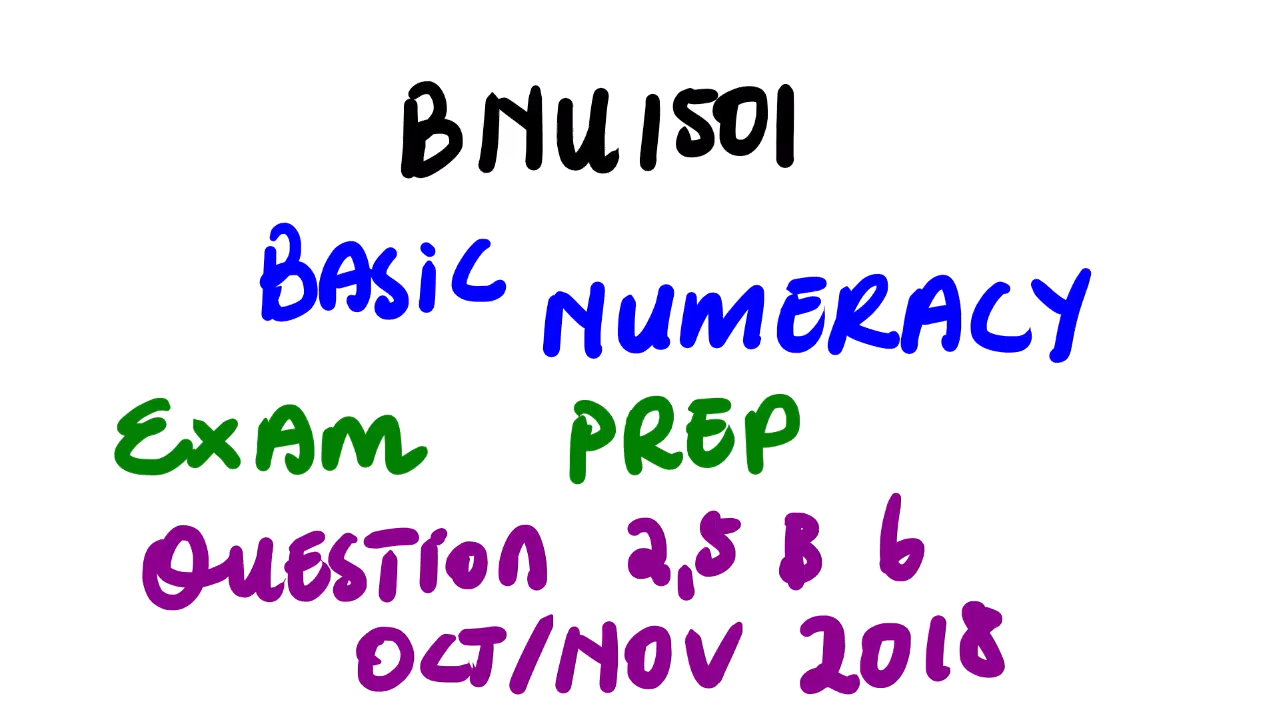 BNU1501
BASiC NUMERACY
EXAM PREP
QUESTION 2,5 B 6
OCT/NOV 2018